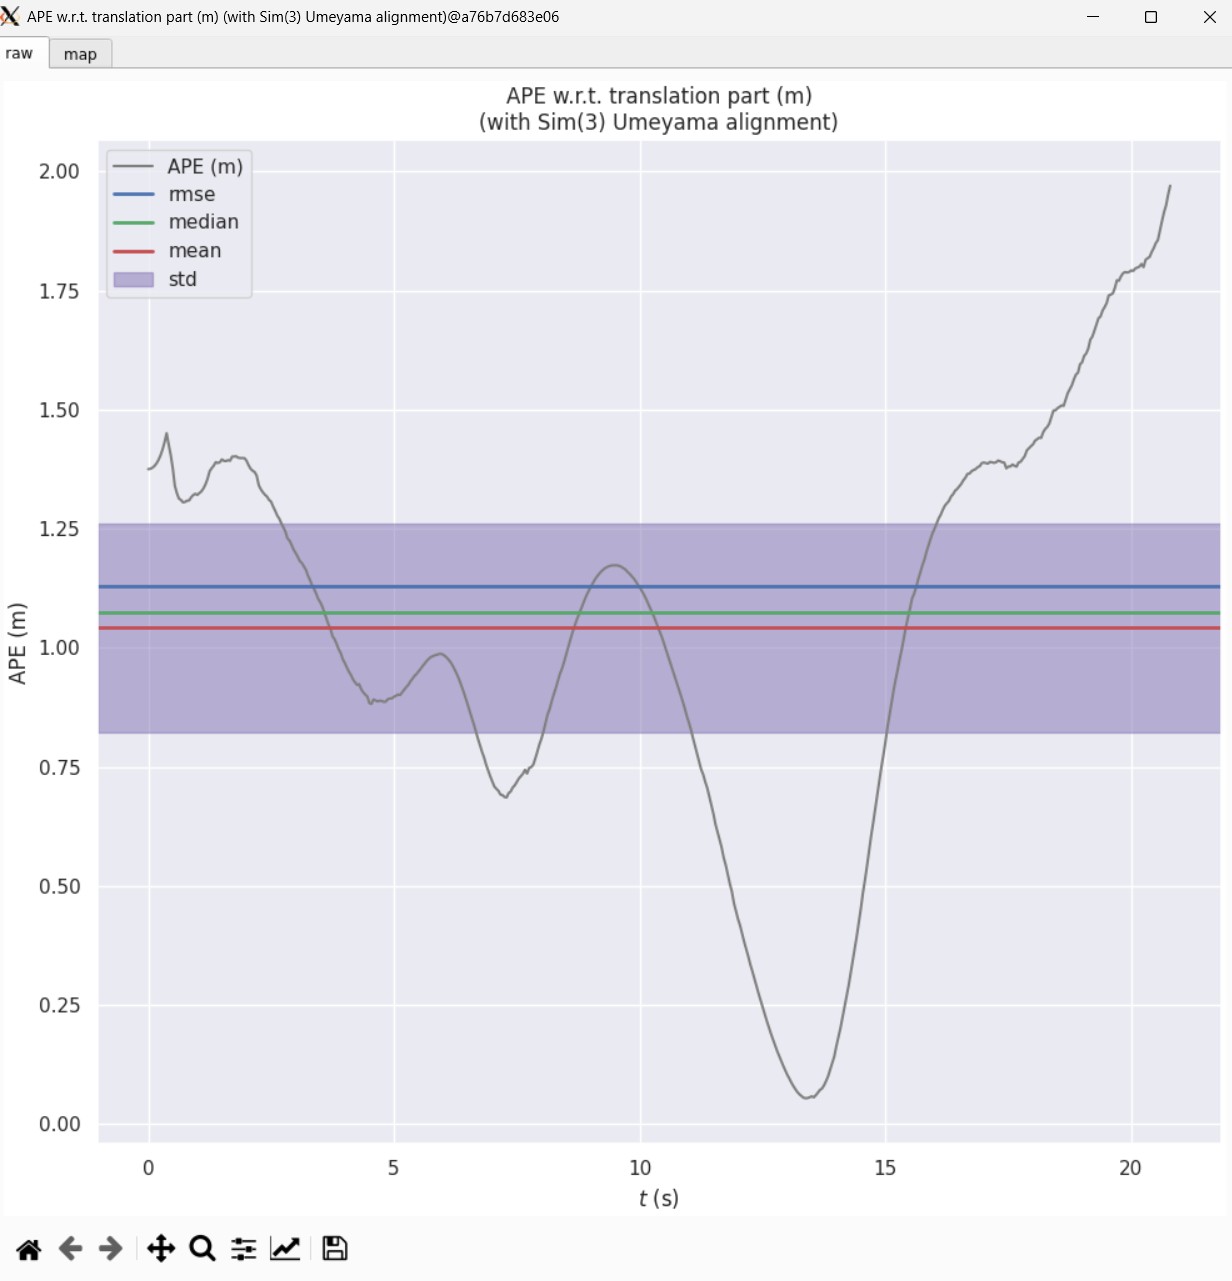 APE w.r.t. translation part (m) (with Sim(3) Umeyama alignment)@a76b7d683e06
raw
map
APE w.r.t. translation part (m)
(with Sim(3) Umeyama alignment)
APE (m)
rmse
median
mean
std
2.00
1.75
1.50
1.25
1.00
0.75
0.50
0.25
0.00
APE (m)
0
5
10
15
20
t (s)